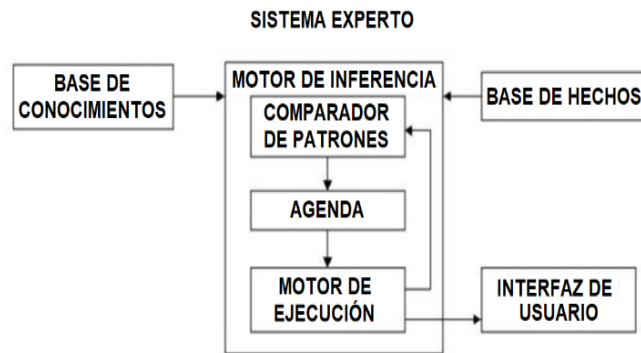 SISTEMA EXPERTO
BASE DE
CONOCIMIENTOS
MOTOR DE INFERENCIA
BASE DE HECHOS
COMPARADOR
DE PATRONES
AGENDA
MOTOR DE
EJECUCIÓN
INTERFAZ DE
USUARIO